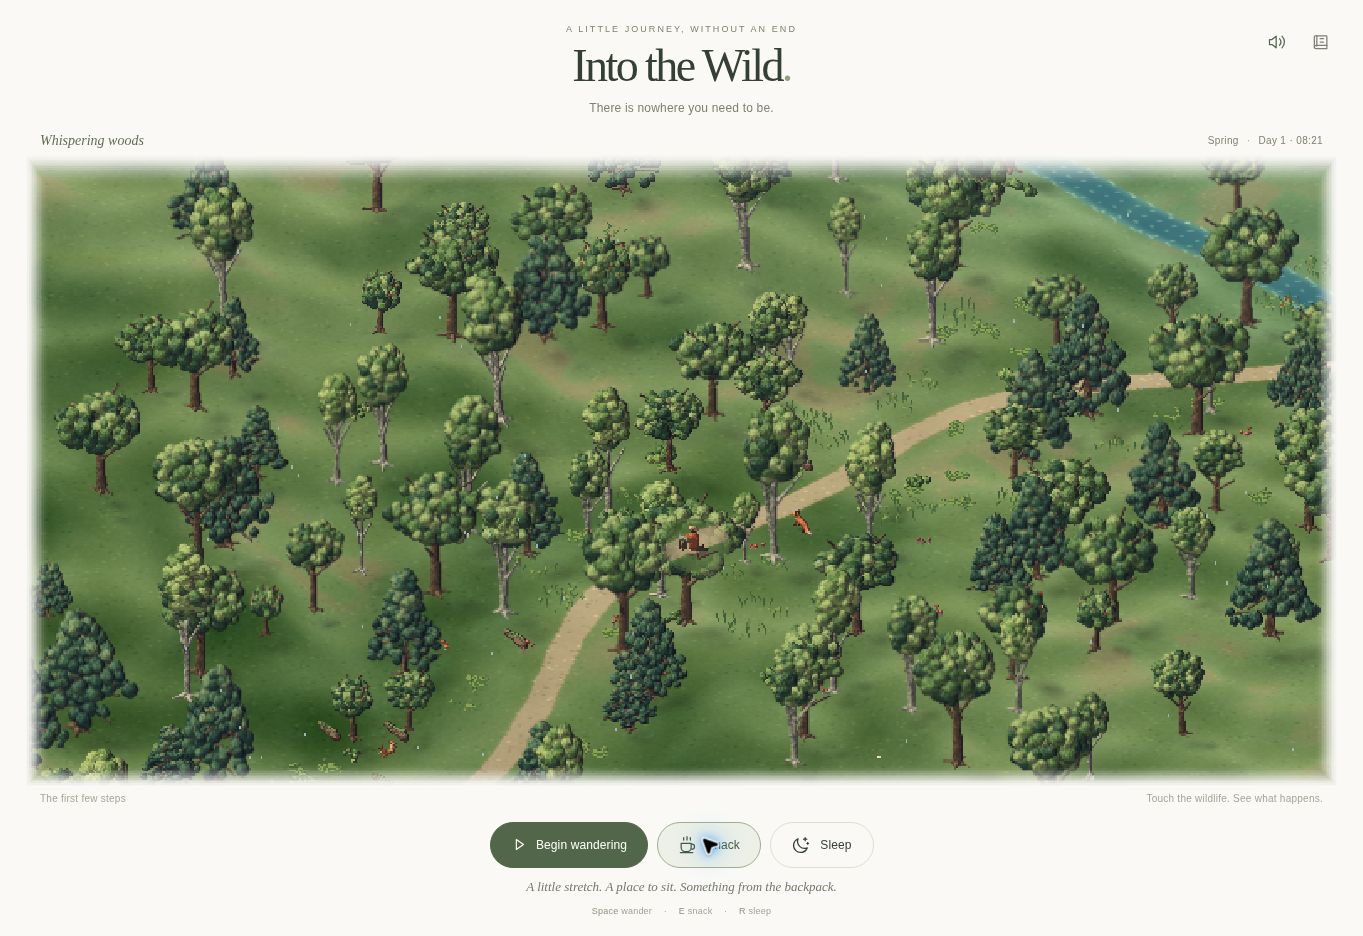 A LITTLE JOURNEY, WITHOUT AN END
Into the Wild.
There is nowhere you need to be.
Whispering woods
Spring · Day 1 · 08:21
The first few steps
Touch the wildlife. See what happens.
Begin wandering
Sleep
A little stretch. A place to sit. Something from the backpack.
Space wander · E snack · R sleep